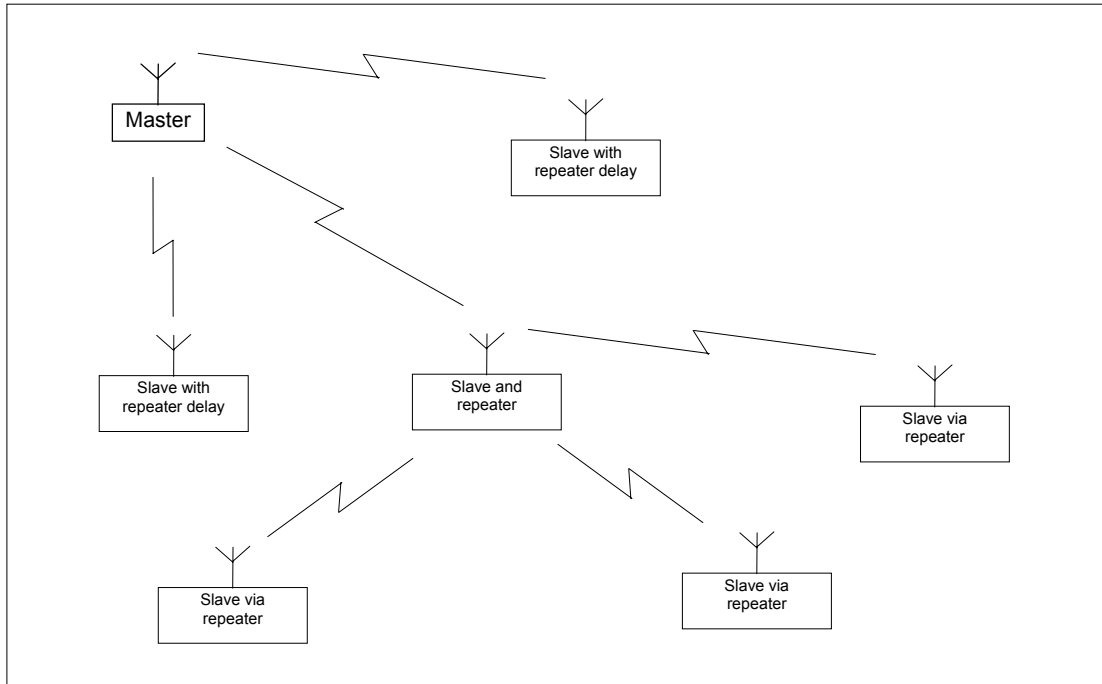 Master
Slave with
repeater delay
Slave with
repeater delay
Slave and
repeater
Slave via
repeater
Slave via
repeater
Slave via
repeater